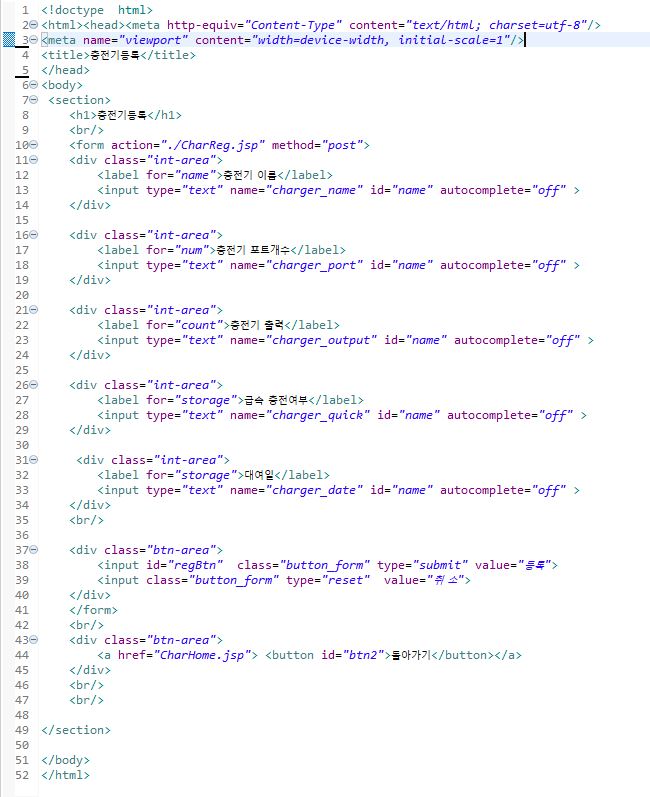 1 <!doctype  html>
2 <html><head><meta http-equiv="Content-Type" content="text/html; charset=utf-8"/>
3 <meta name="viewport" content="width=device-width, initial-scale=1"/>
4 <title>충전기등록</title>
5 </head>
6 <body>
7  <section>
8     <h1>충전기등록</h1>
9     <br/>
10     <form action="./CharReg.jsp" method="post">
11     <div class="int-area">
12         <label for="name">충전기 이름</label>
13         <input type="text" name="charger_name" id="name" autocomplete="off" >
14     </div>
15
16     <div class="int-area">
17         <label for="num">충전기 포트개수</label>
18         <input type="text" name="charger_port" id="name" autocomplete="off" >
19     </div>
20
21     <div class="int-area">
22         <label for="count">충전기 출력</label>
23         <input type="text" name="charger_output" id="name" autocomplete="off" >
24     </div>
25
26     <div class="int-area">
27         <label for="storage">급속 충전여부</label>
28         <input type="text" name="charger_quick" id="name" autocomplete="off" >
29     </div>
30
31      <div class="int-area">
32         <label for="storage">대여일</label>
33         <input type="text" name="charger_date" id="name" autocomplete="off" >
34     </div>
35     <br/>
36
37     <div class="btn-area">
38         <input id="regBtn"  class="button_form" type="submit" value="등록">
39         <input class="button_form" type="reset"  value="취 소">
40     </div>
41     </form>
42     <br/>
43     <div class="btn-area">
44         <a href="CharHome.jsp"> <button id="btn2">돌아가기</button></a>
45     </div>
46     <br/>
47     <br/>
48
49 </section>
50
51 </body>
52 </html>